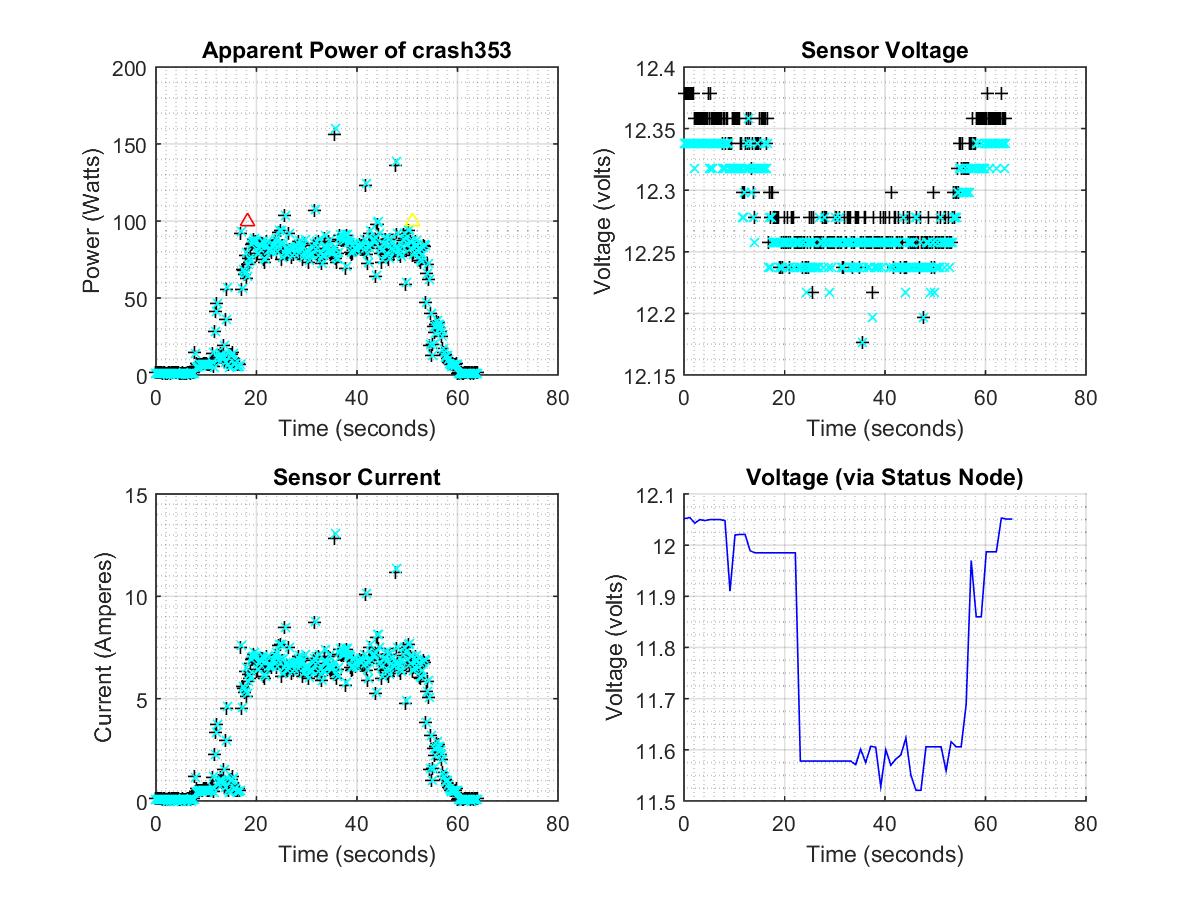 Apparent Power of crash353
200
150
100
50
0
Power (Watts)
0 20 40 60 80
Time (seconds)
Sensor Voltage
12.4
12.35
12.3
12.25
12.2
12.15
Voltage (volts)
0 20 40 60 80
Time (seconds)
Sensor Current
15
10
5
0
Current (Amperes)
0 20 40 60 80
Time (seconds)
Voltage (via Status Node)
12.1
12
11.9
11.8
11.7
11.6
11.5
Voltage (volts)
0 20 40 60 80
Time (seconds)